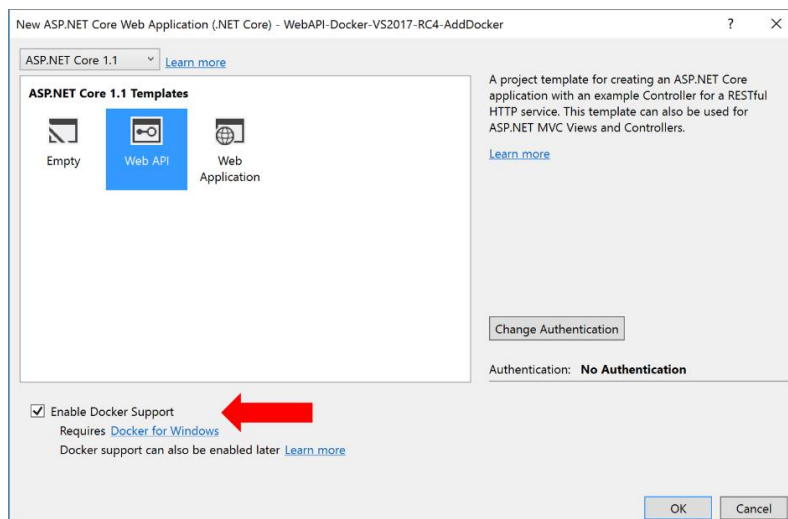 New ASP.NET Core Web Application (.NET Core) - WebAPI-Docker-VS2017-RC4-AddDocker
ASP.NET Core 1.1 Learn more
ASP.NET Core 1.1 Templates
Empty
Web API
Web
Application
A project template for creating an ASP.NET Core
application with an example Controller for a RESTful
HTTP service. This template can also be used for
ASP.NET MVC Views and Controllers.
Learn more
Change Authentication
Authentication: No Authentication
Enable Docker Support
Requires Docker for Windows
Docker support can also be enabled later Learn more
OK
Cancel